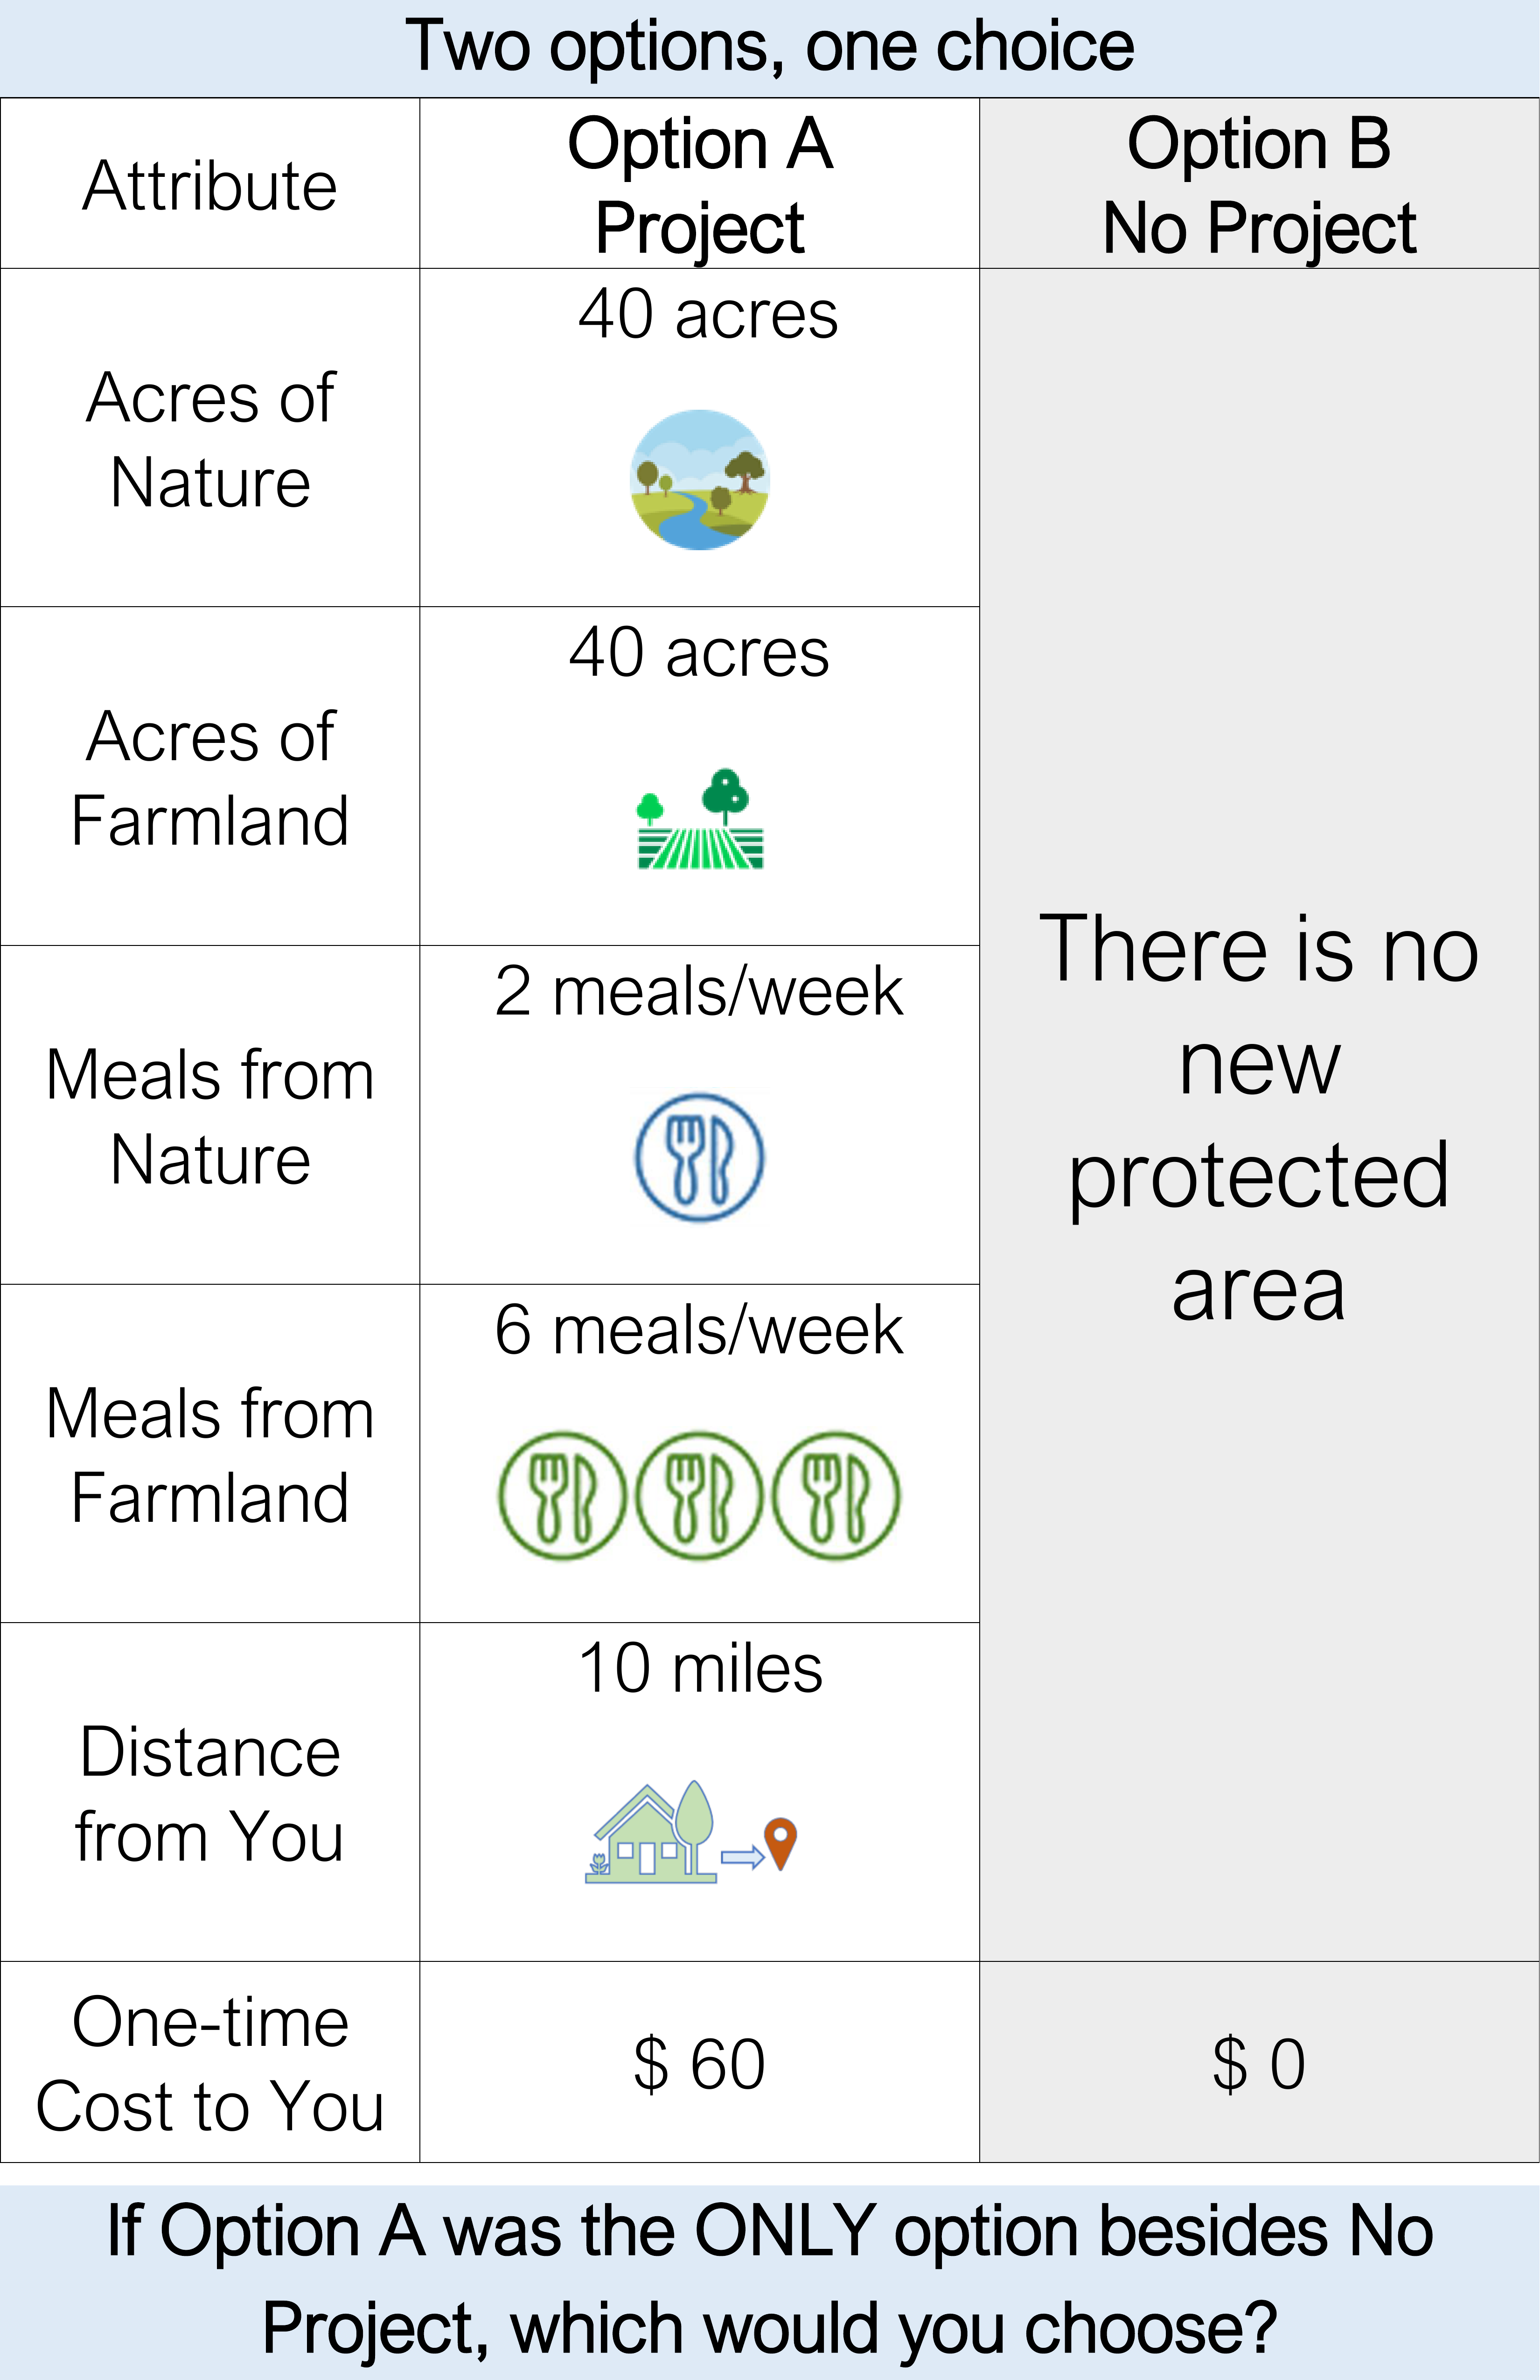 Two options, one choice
Attribute
Option A
Project
Option B
No Project
Acres of
Nature
40 acres
Acres of
Farmland
40 acres
Meals from
Nature
2 meals/week
Meals from
Farmland
6 meals/week
Distance
from You
10 miles
There is no
new
protected
area
One-time
Cost to You
$ 60
$ 0
If Option A was the ONLY option besides No
Project, which would you choose?